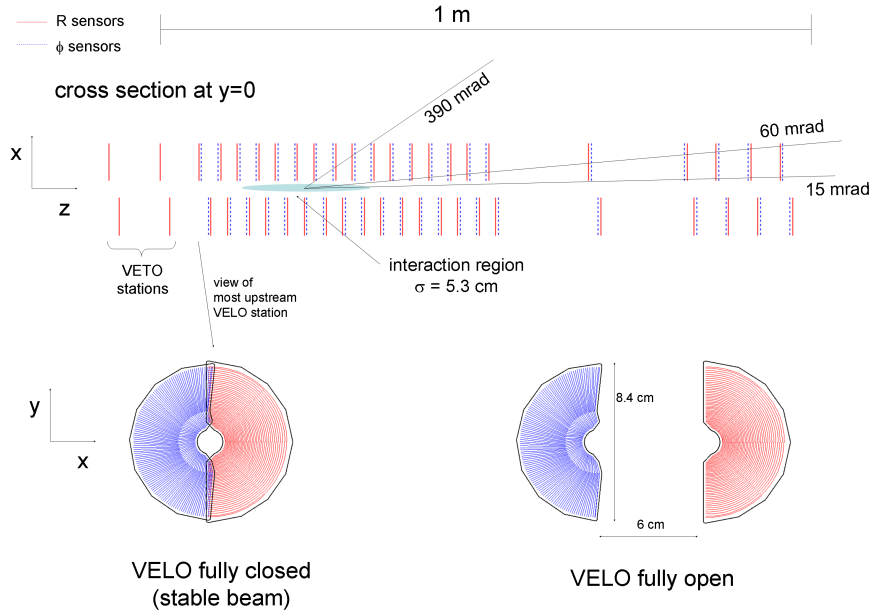 R sensors
ϕ sensors
1 m
cross section at y=0
390 mrad
60 mrad
15 mrad
x
z
VETO
stations
interaction region
σ = 5.3 cm
view of
most upstream
VELO station
y
x
8.4 cm
6 cm
VELO fully closed
(stable beam)
VELO fully open